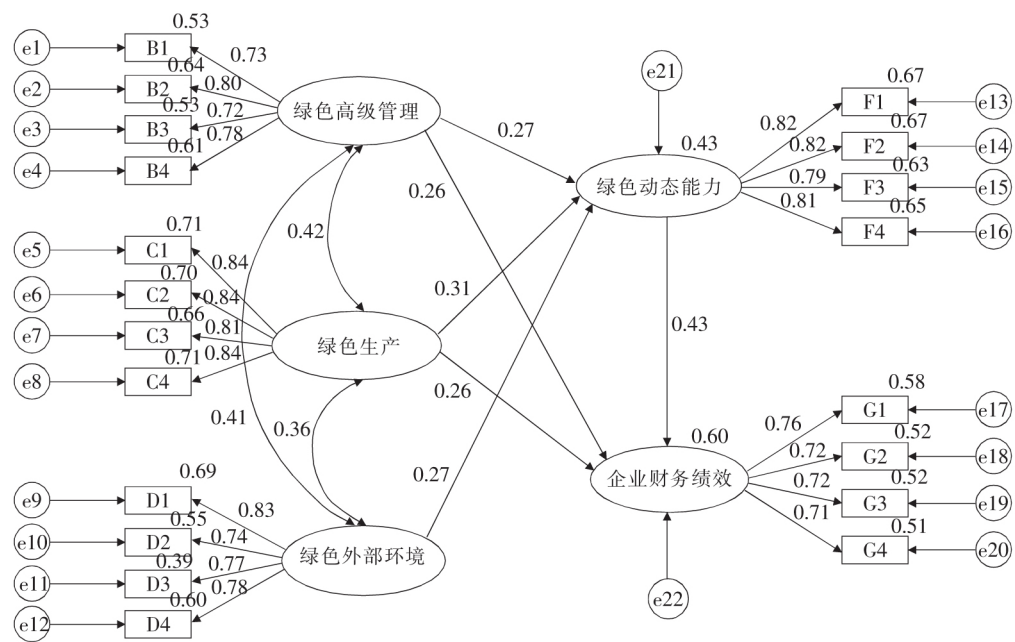 0.53
e1 B1 0.73
0.64
e2 B2 0.80
0.53
e3 B3 0.72
0.61
e4 B4 0.78
绿色高级管理
0.71
e5 C1 0.84
0.70
e6 C2 0.84
0.66
e7 C3 0.81
0.71
e8 C4 0.84
绿色生产
0.69
e9 D1 0.83
0.55
e10 D2 0.74
0.39
e11 D3 0.77
0.60
e12 D4 0.78
绿色外部环境
0.42
0.41
0.36
0.27
0.26
0.31
0.26
0.27
e21
0.43
绿色动态能力
0.43
0.60
企业财务绩效
e22
0.67
0.82 F1 e13
0.67
0.82 F2 e14
0.63
0.79 F3 e15
0.65
0.81 F4 e16
0.58
0.76 G1 e17
0.52
0.72 G2 e18
0.52
0.72 G3 e19
0.51
0.71 G4 e20